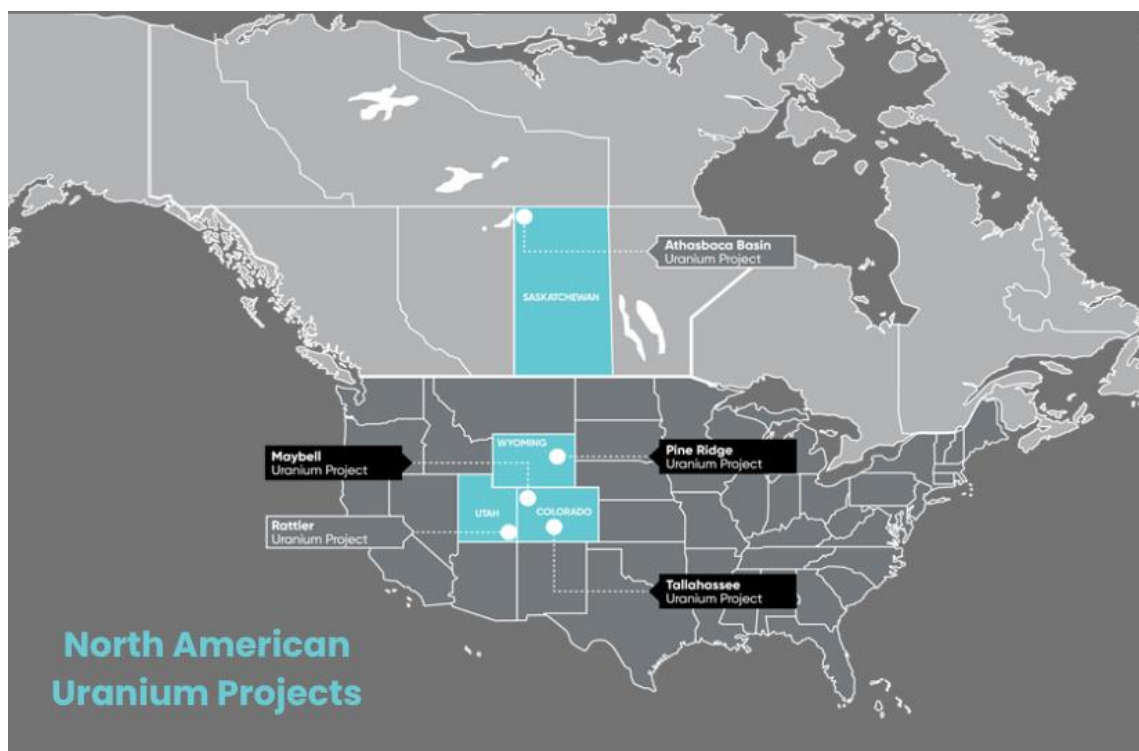 Athasbaca Basin
Uranium Project
SASKATCHEWAN
WYOMING
Maybell
Uranium Project
Pine Ridge
Uranium Project
UTAH
COLORADO
Rattler
Uranium Project
Tallahassee
Uranium Project
North American
Uranium Projects